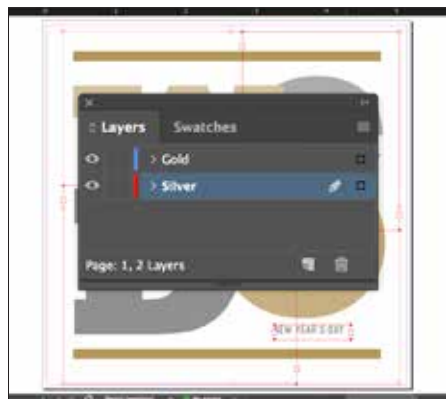 Layers Swatches
Gold
Silver
Page: 1, 2 Layers
NEW YEAR'S DAY